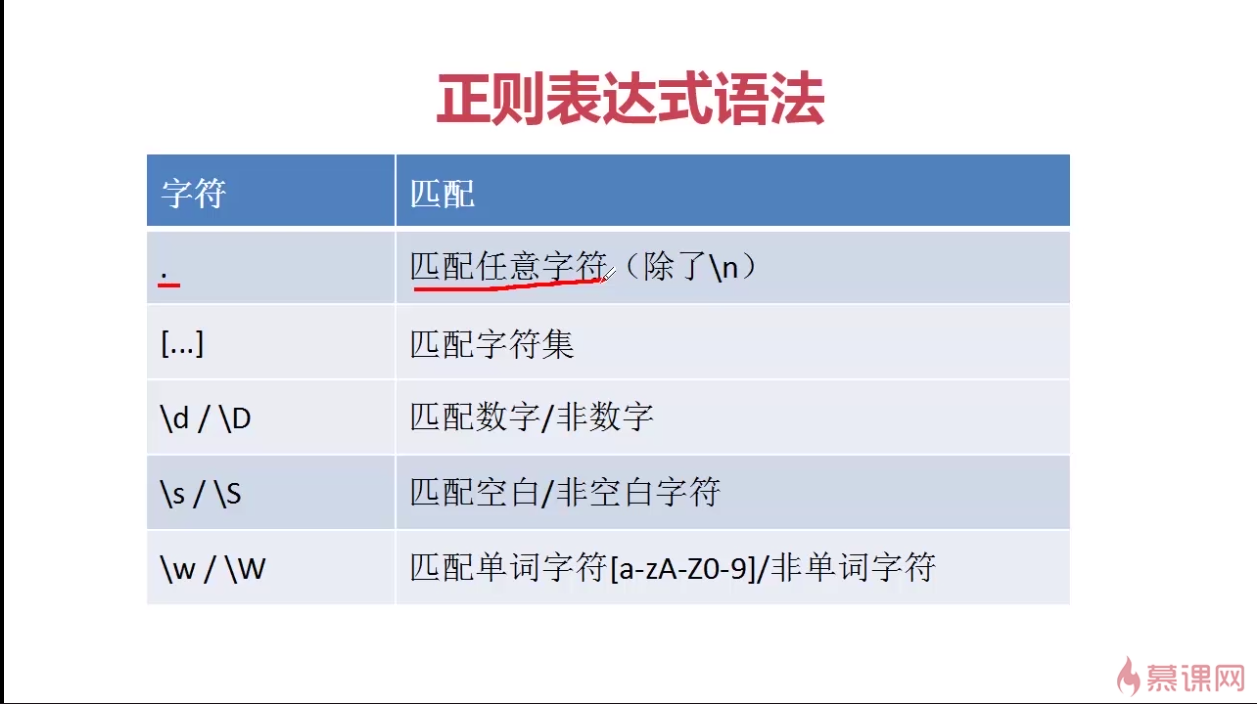 正则表达式语法
字符 匹配
. 匹配任意字符（除了\n）
[...] 匹配字符集
\d / \D 匹配数字/非数字
\s / \S 匹配空白/非空白字符
\w / \W 匹配单词字符[a-zA-Z0-9]/非单词字符
慕课网